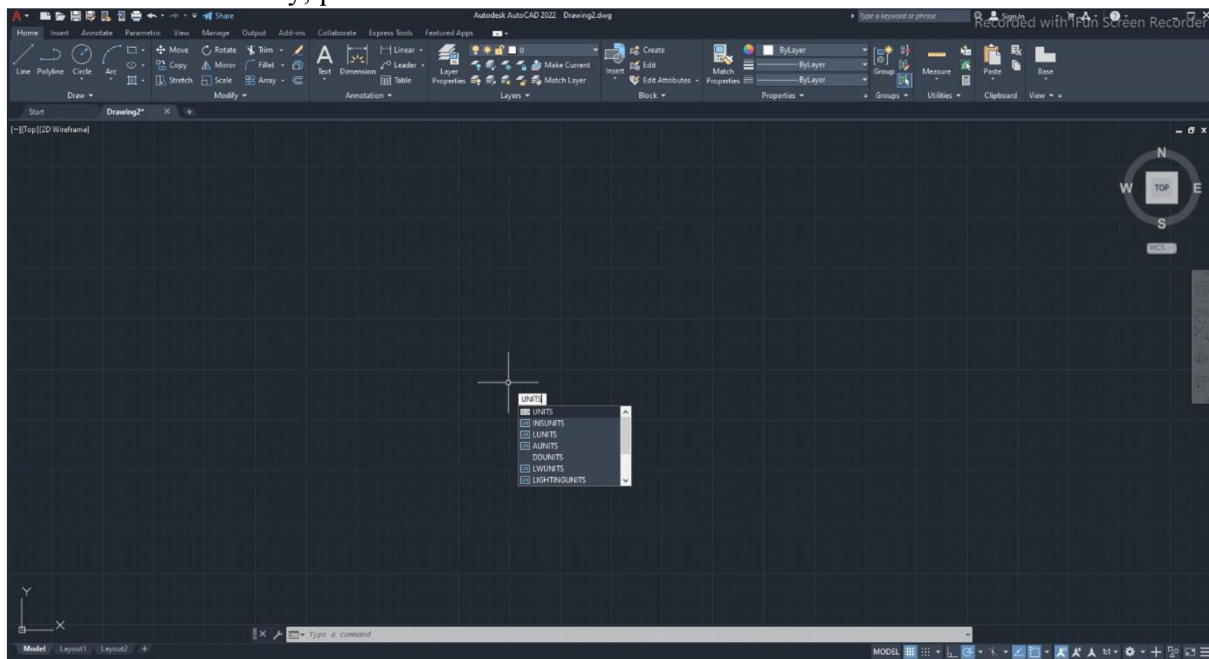 Share
Autodesk AutoCAD 2022 Drawing2.dwg
Type a keyword or phrase
Sign In
Recorded with iFun Screen Recorder
Home Insert Annotate Parametric View Manage Output Add-ins Collaborate Express Tools Featured Apps
Line Polyline Circle Arc
Move Rotate Trim
Copy Mirror Fillet
Stretch Scale Array
Text Dimension
Linear
Leader
Table
Layer Properties
0
Make Current
Match Layer
Insert
Create
Edit
Edit Attributes
Match Properties
ByLayer
ByLayer
ByLayer
Group
Measure
Paste
Base
Draw Modify Annotation Layers Block Properties Groups Utilities Clipboard View
Start Drawing2* +
[−][Top][2D Wireframe]
N
W TOP E
S
WCS
UNITS
UNITS
INSUNITS
LUNITS
AUNITS
DDUNITS
LWUNITS
LIGHTINGUNITS
Y
X
Type a command
Model Layout1 Layout2 +
MODEL 1:1